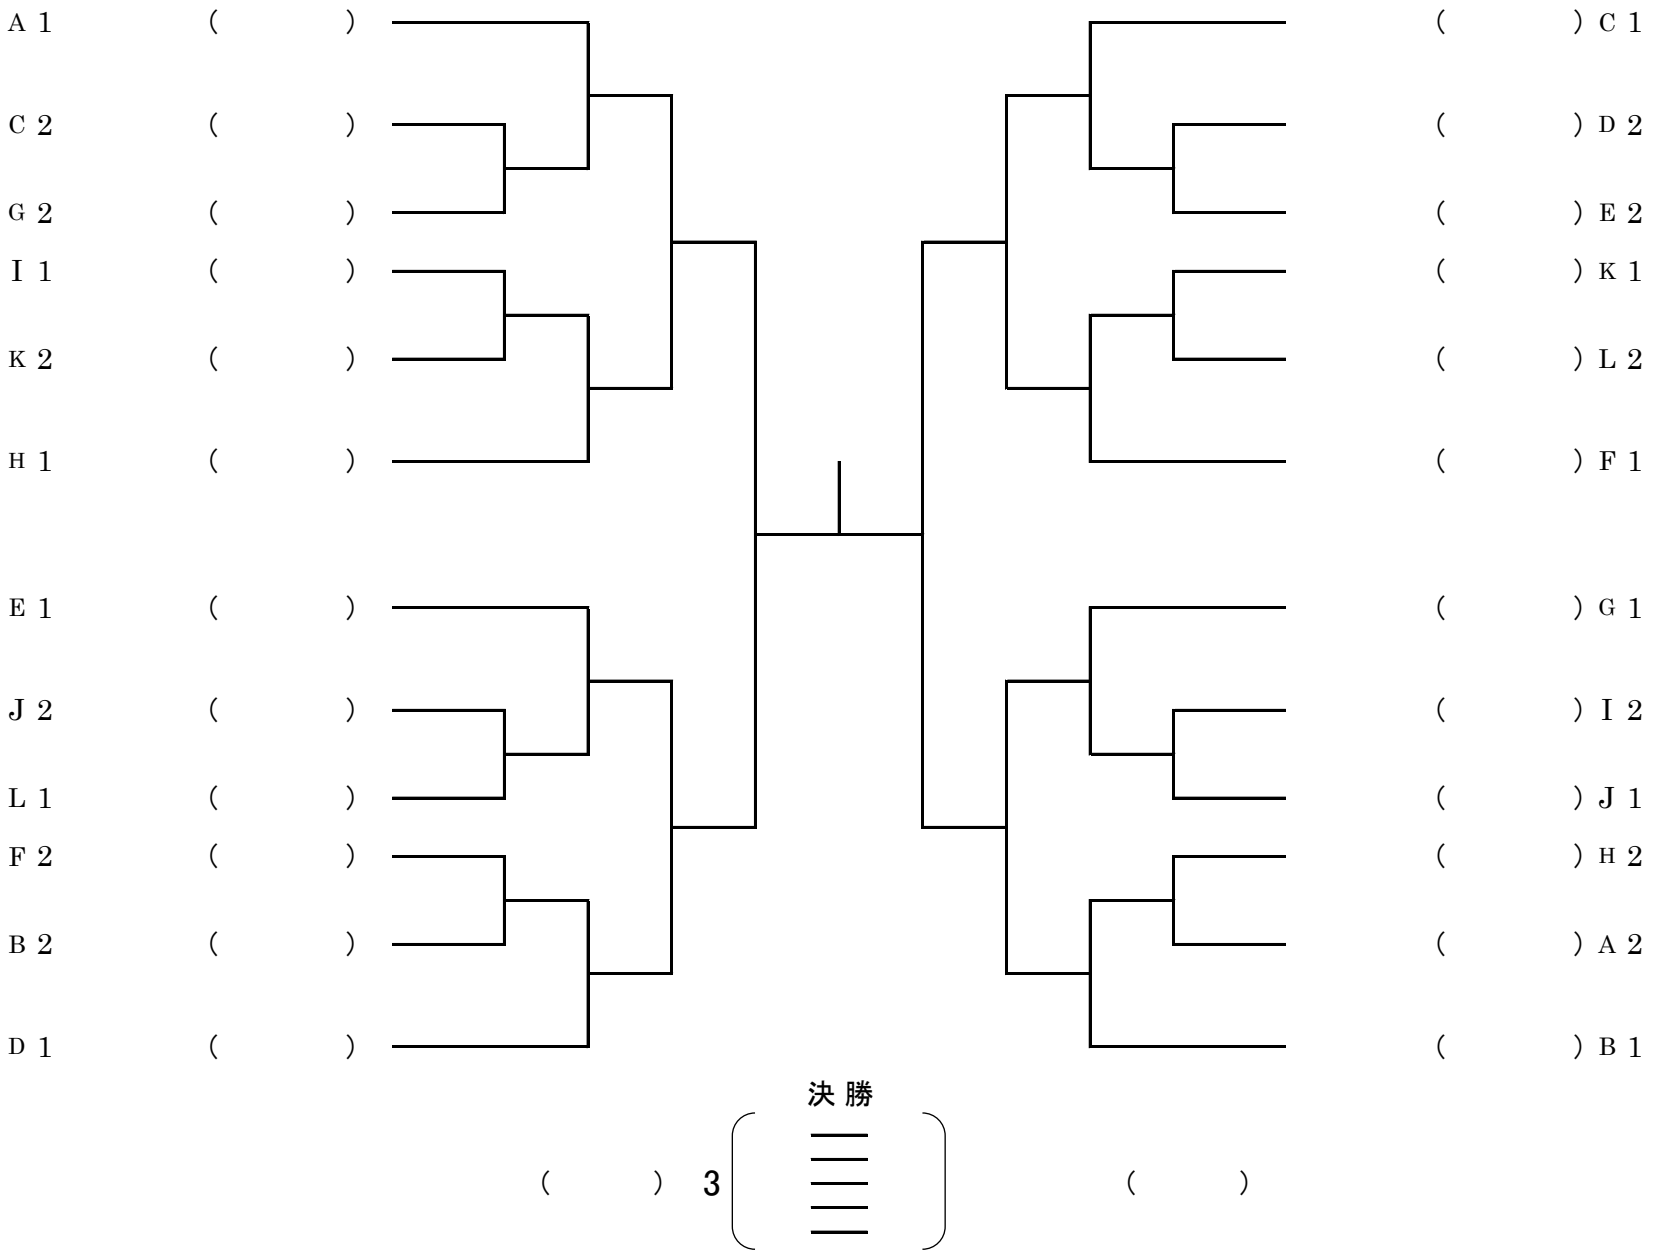 A 1 ( ) ( ) C 1
C 2 ( ) ( ) D 2
G 2 ( ) ( ) E 2
I 1 ( ) ( ) K 1
K 2 ( ) ( ) L 2
H 1 ( ) ( ) F 1
E 1 ( ) ( ) G 1
J 2 ( ) ( ) I 2
L 1 ( ) ( ) J 1
F 2 ( ) ( ) H 2
B 2 ( ) ( ) A 2
D 1 ( ) ( ) B 1
決 勝
( ) 3 ( )